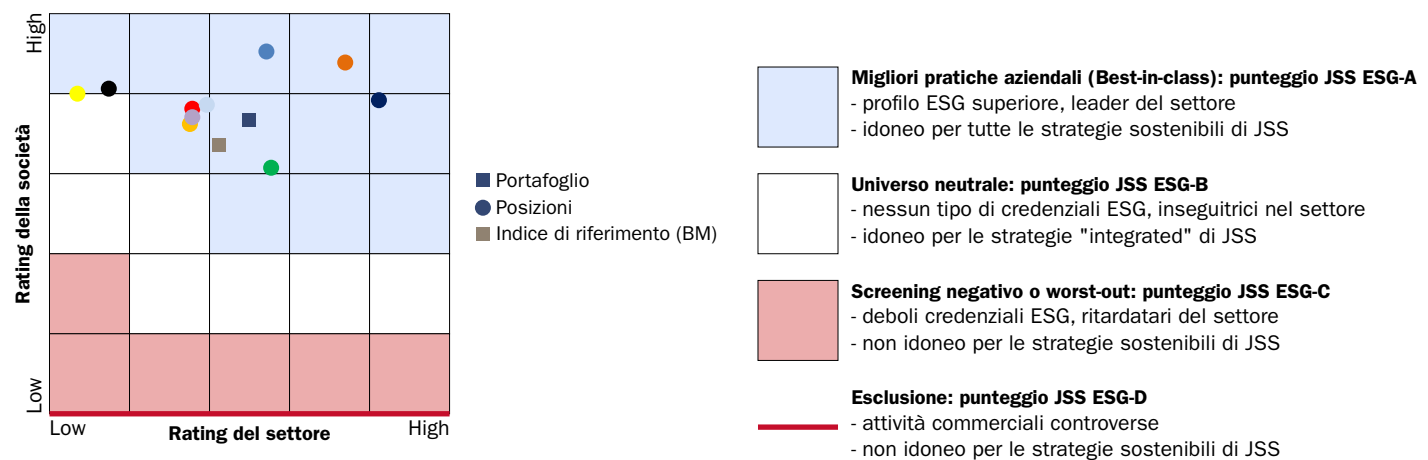 High
Rating della società
Low
Low
Rating del settore
High
Portafoglio
Posizioni
Indice di riferimento (BM)
Migliori pratiche aziendali (Best-in-class): punteggio JSS ESG-A
- profilo ESG superiore, leader del settore
- idoneo per tutte le strategie sostenibili di JSS
Universo neutrale: punteggio JSS ESG-B
- nessun tipo di credenziali ESG, inseguitrici nel settore
- idoneo per le strategie "integrated" di JSS
Screening negativo o worst-out: punteggio JSS ESG-C
- deboli credenziali ESG, ritardatari del settore
- non idoneo per le strategie sostenibili di JSS
Esclusione: punteggio JSS ESG-D
- attività commerciali controverse
- non idoneo per le strategie sostenibili di JSS